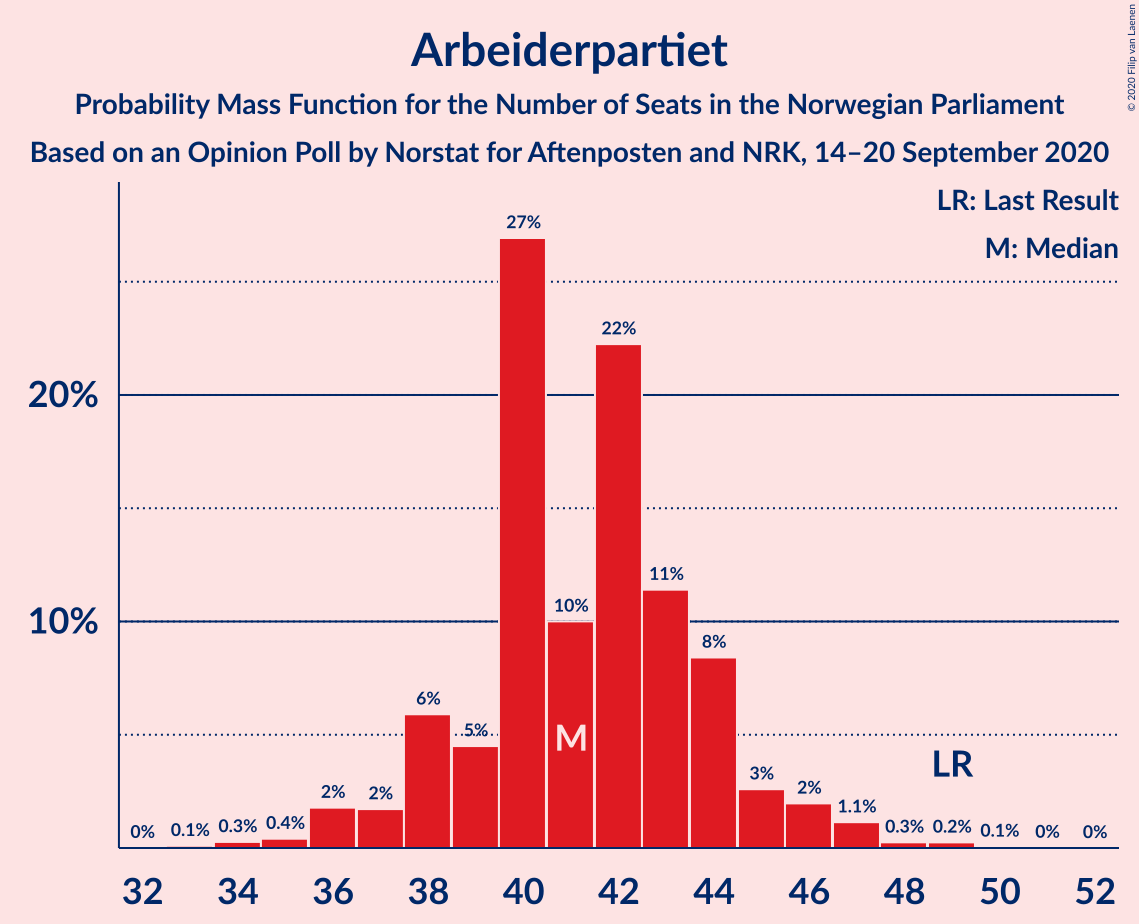 Arbeiderpartiet
Probability Mass Function for the Number of Seats in the Norwegian Parliament
Based on an Opinion Poll by Norstat for Aftenposten and NRK, 14–20 September 2020
© 2020 Filip van Laenen
LR: Last Result
M: Median
20%
10%
0%
0.1%
0.3%
0.4%
2%
2%
6%
5%
27%
10%
22%
11%
8%
3%
2%
1.1%
0.3%
0.2%
0.1%
0%
0%
M
LR
32 34 36 38 40 42 44 46 48 50 52